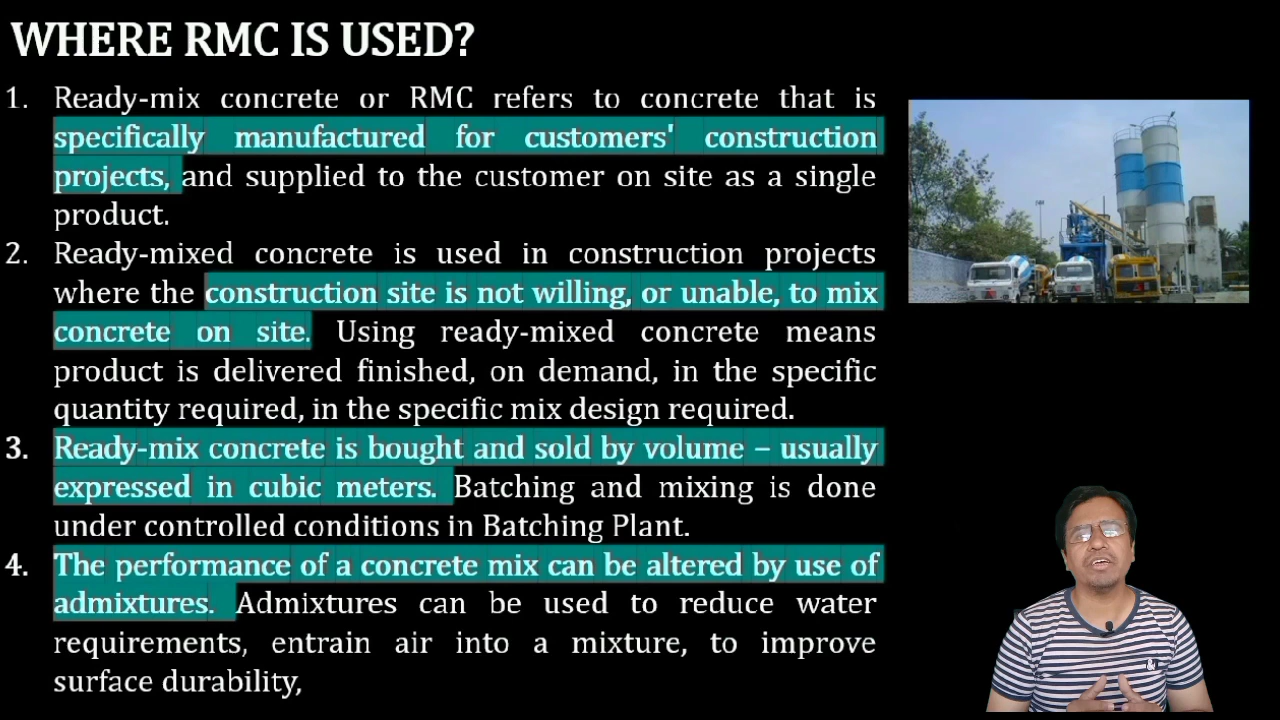 WHERE RMC IS USED?
1. Ready-mix concrete or RMC refers to concrete that is
specifically manufactured for customers' construction
projects, and supplied to the customer on site as a single
product.
2. Ready-mixed concrete is used in construction projects
where the construction site is not willing, or unable, to mix
concrete on site. Using ready-mixed concrete means
product is delivered finished, on demand, in the specific
quantity required, in the specific mix design required.
3. Ready-mix concrete is bought and sold by volume – usually
expressed in cubic meters. Batching and mixing is done
under controlled conditions in Batching Plant.
4. The performance of a concrete mix can be altered by use of
admixtures. Admixtures can be used to reduce water
requirements, entrain air into a mixture, to improve
surface durability,